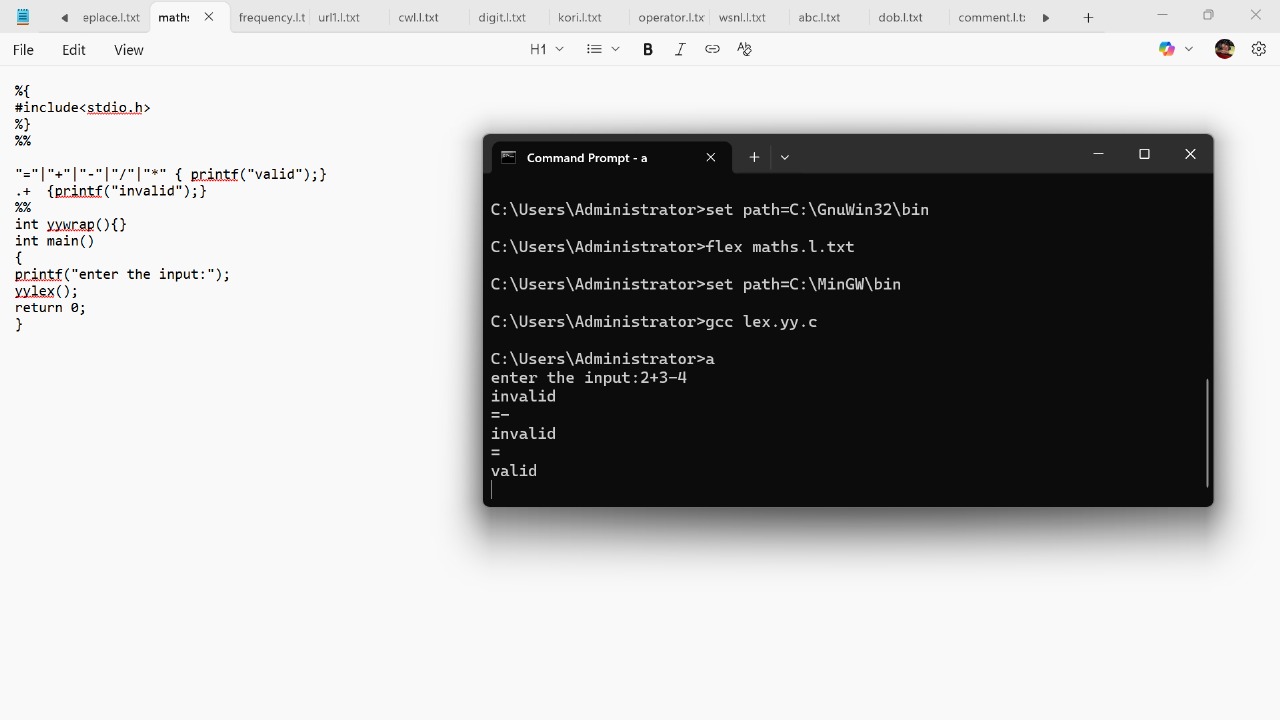 eplace.l.txt
maths
frequency.l.t
url1.l.txt
cwl.l.txt
digit.l.txt
kori.l.txt
operator.l.tx
wsnl.l.txt
abc.l.txt
dob.l.txt
comment.l.t
File Edit View H1 B I
%{
#include<stdio.h>
%}
%%
"="|"+"|"-"|"/"|"*" { printf("valid");}
.+  {printf("invalid");}
%%
int yywrap(){}
int main()
{
printf("enter the input:");
yylex();
return 0;
}
Command Prompt - a
C:\Users\Administrator>set path=C:\GnuWin32\bin
C:\Users\Administrator>flex maths.l.txt
C:\Users\Administrator>set path=C:\MinGW\bin
C:\Users\Administrator>gcc lex.yy.c
C:\Users\Administrator>a
enter the input:2+3-4
invalid
=-
invalid
=
valid